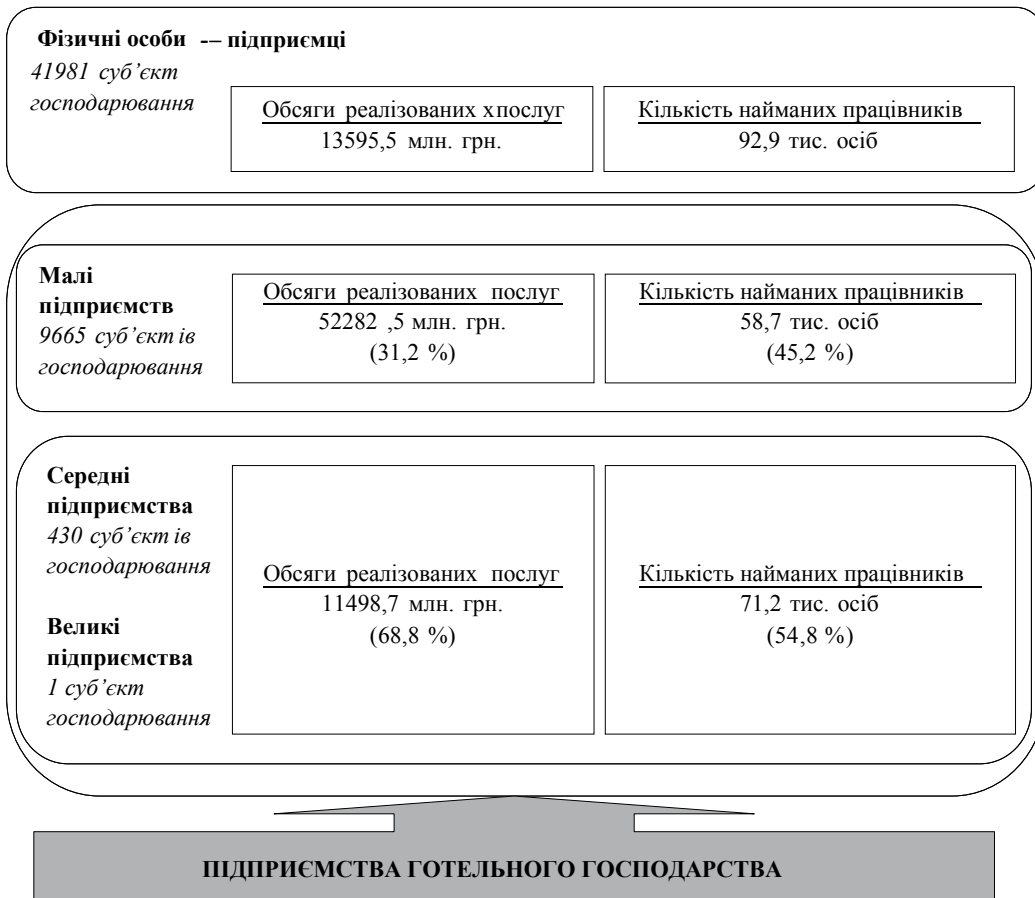 Фізичні особи -– підприємці
41981 суб’єкт
господарювання
Обсяги реалізованих хпослуг
13595,5 млн. грн.
Кількість найманих працівників
92,9 тис. осіб
Малі
підприємств
9665 суб’єкт ів
господарювання
Обсяги реалізованих послуг
52282 ,5 млн. грн.
(31,2 %)
Кількість найманих працівників
58,7 тис. осіб
(45,2 %)
Середні
підприємства
430 суб’єкт ів
господарювання
Великі
підприємства
1 суб’єкт
господарювання
Обсяги реалізованих послуг
11498,7 млн. грн.
(68,8 %)
Кількість найманих працівників
71,2 тис. осіб
(54,8 %)
ПІДПРИЄМСТВА ГОТЕЛЬНОГО ГОСПОДАРСТВА